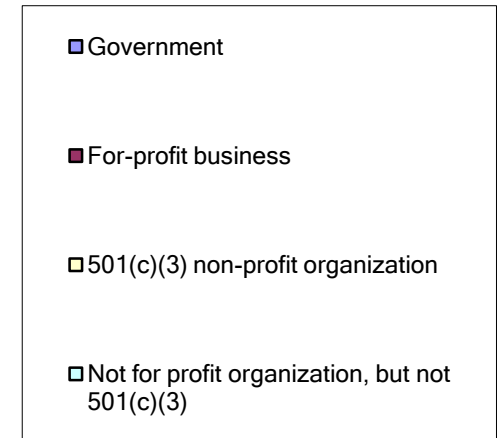 Government
For-profit business
501(c)(3) non-profit organization
Not for profit organization, but not
501(c)(3)